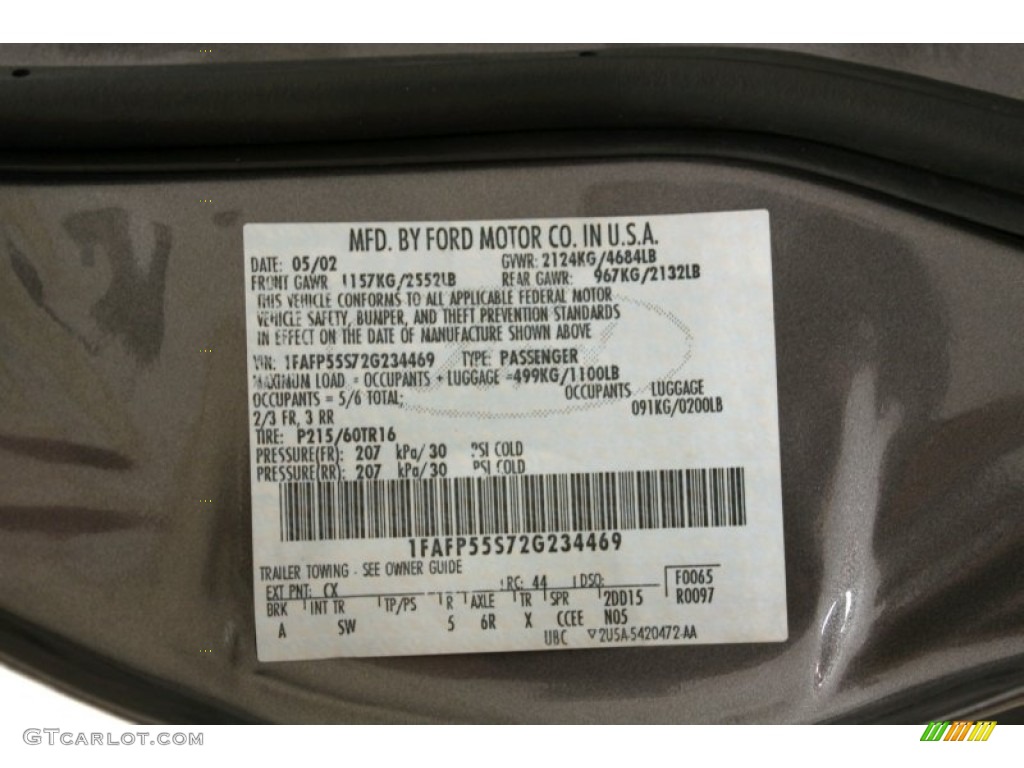 MFD. BY FORD MOTOR CO. IN U.S.A.
DATE: 05/02 GVWR: 2124KG/4684LB
FRONT GAWR 1157KG/2552LB REAR GAWR: 967KG/2132LB
THIS VEHICLE CONFORMS TO ALL APPLICABLE FEDERAL MOTOR
VEHICLE SAFETY, BUMPER, AND THEFT PREVENTION STANDARDS
IN EFFECT ON THE DATE OF MANUFACTURE SHOWN ABOVE
VIN: 1FAFP55S72G234469 TYPE: PASSENGER
MAXIMUM LOAD = OCCUPANTS + LUGGAGE =499KG/1100LB
OCCUPANTS = 5/6 TOTAL; OCCUPANTS LUGGAGE
2/3 FR, 3 RR 091KG/0200LB
TIRE: P215/60TR16
PRESSURE(FR): 207 kPa/ 30 PSI COLD
PRESSURE(RR): 207 kPa/ 30 PSI COLD
1FAFP55S72G234469
TRAILER TOWING - SEE OWNER GUIDE
EXT PNT: CX RC: 44 DSO: F0065
BRK INT TR TP/PS R AXLE TR SPR 2DD15 R0097
A SW 5 6R X CCEE N05
UBC 2U5A-5420472-AA
GTcarlot.com